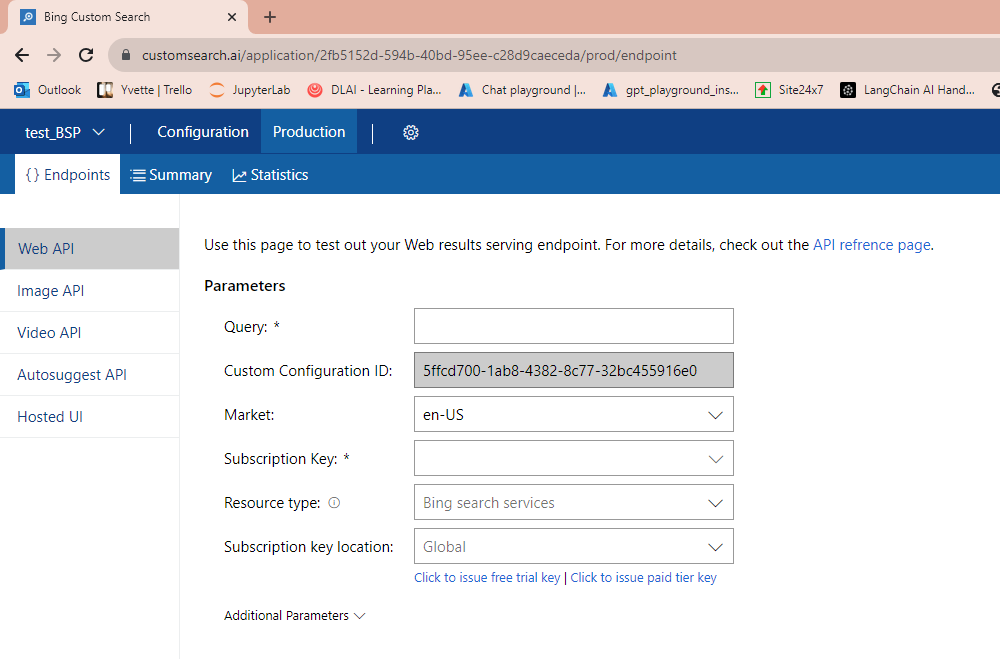 Bing Custom Search
customsearch.ai/application/2fb5152d-594b-40bd-95ee-c28d9caeceda/prod/endpoint
Outlook Yvette | Trello JupyterLab DLAI - Learning Pla... Chat playground |... gpt_playground_ins... Site24x7 LangChain AI Hand...
test_BSP Configuration Production
{} Endpoints Summary Statistics
Web API
Image API
Video API
Autosuggest API
Hosted UI
Use this page to test out your Web results serving endpoint. For more details, check out the API refrence page.
Parameters
Query: *
Custom Configuration ID: 5ffcd700-1ab8-4382-8c77-32bc455916e0
Market: en-US
Subscription Key: *
Resource type: Bing search services
Subscription key location: Global
Click to issue free trial key | Click to issue paid tier key
Additional Parameters